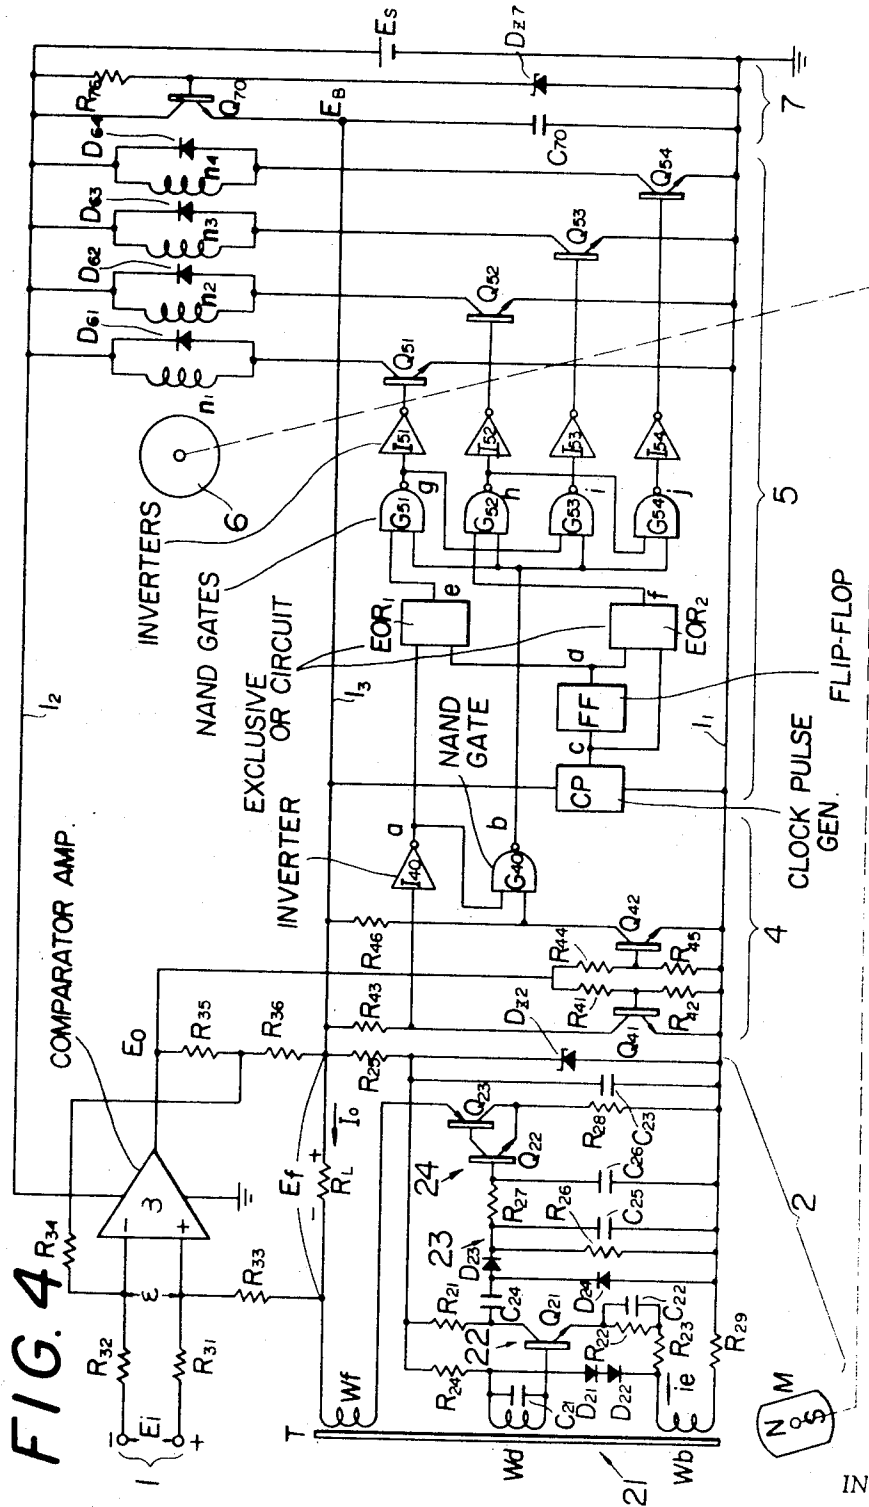 FIG. 4
COMPARATOR AMP.
l2
INVERTERS
6
NAND GATES
EXCLUSIVE
OR CIRCUIT
l3
INVERTER
NAND
GATE
CLOCK PULSE
GEN.
FLIP-FLOP
l1
1
Ei
−
+
R32
R31
ε
R34
R33
3
−
+
E0
R35
R36
Ef
−
+
RL
I0
T
Wf
Wd
Wb
21
R24
R21
C21
22
Q21
C24
D21
D22
R22
C22
R23
ie
R29
D23
23
D24
R26
C25
R27
C26
24
Q22
Q23
R28
C23
R25
DZ2
2
R43
R46
Q41
R41
R42
R44
R45
Q42
4
I40
a
G40
b
CP
c
FF
d
EOR1
e
EOR2
f
G51
g
G52
h
G53
i
G54
j
I51
I52
I53
I54
Q51
Q52
Q53
Q54
5
n1
n2
n3
n4
D61
D62
D63
D64
R76
Q70
EB
C70
DZ7
ES
7
N
S
M
IN